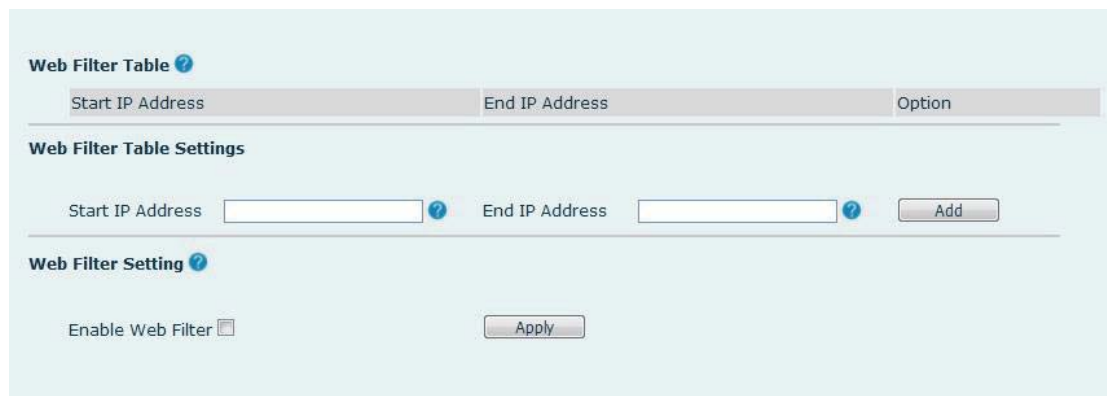 Web Filter Table ?
Start IP Address End IP Address Option
Web Filter Table Settings
Start IP Address ? End IP Address ? Add
Web Filter Setting ?
Enable Web Filter Apply